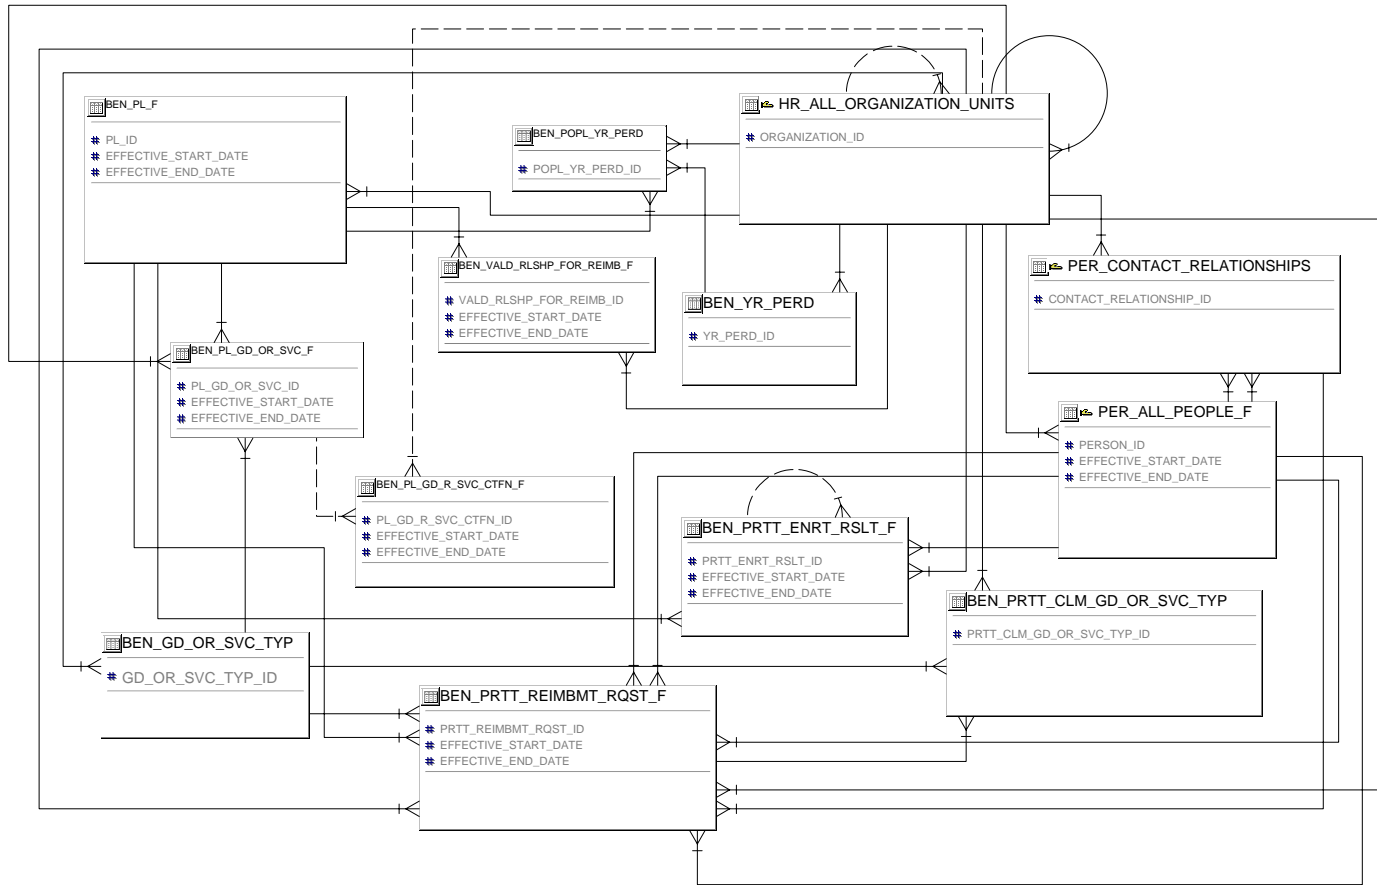 BEN_PL_F
# PL_ID
# EFFECTIVE_START_DATE
# EFFECTIVE_END_DATE
BEN_POPL_YR_PERD
# POPL_YR_PERD_ID
HR_ALL_ORGANIZATION_UNITS
# ORGANIZATION_ID
BEN_VALD_RLSHP_FOR_REIMB_F
# VALD_RLSHP_FOR_REIMB_ID
# EFFECTIVE_START_DATE
# EFFECTIVE_END_DATE
BEN_YR_PERD
# YR_PERD_ID
PER_CONTACT_RELATIONSHIPS
# CONTACT_RELATIONSHIP_ID
BEN_PL_GD_OR_SVC_F
# PL_GD_OR_SVC_ID
# EFFECTIVE_START_DATE
# EFFECTIVE_END_DATE
PER_ALL_PEOPLE_F
# PERSON_ID
# EFFECTIVE_START_DATE
# EFFECTIVE_END_DATE
BEN_PL_GD_R_SVC_CTFN_F
# PL_GD_R_SVC_CTFN_ID
# EFFECTIVE_START_DATE
# EFFECTIVE_END_DATE
BEN_PRTT_ENRT_RSLT_F
# PRTT_ENRT_RSLT_ID
# EFFECTIVE_START_DATE
# EFFECTIVE_END_DATE
BEN_PRTT_CLM_GD_OR_SVC_TYP
# PRTT_CLM_GD_OR_SVC_TYP_ID
BEN_GD_OR_SVC_TYP
# GD_OR_SVC_TYP_ID
BEN_PRTT_REIMBMT_RQST_F
# PRTT_REIMBMT_RQST_ID
# EFFECTIVE_START_DATE
# EFFECTIVE_END_DATE